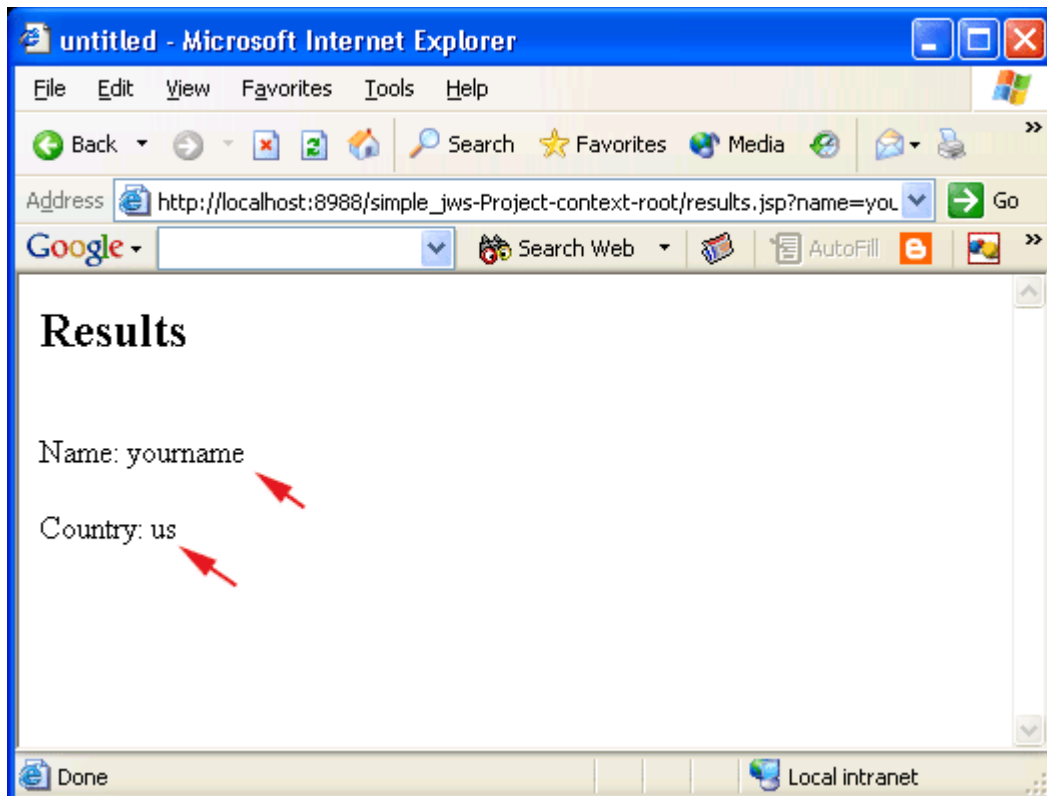 untitled - Microsoft Internet Explorer
File Edit View Favorites Tools Help
Back Search Favorites Media »
Address http://localhost:8988/simple_jws-Project-context-root/results.jsp?name=you Go
Google Search Web AutoFill »
Results
Name: yourname
Country: us
Done Local intranet